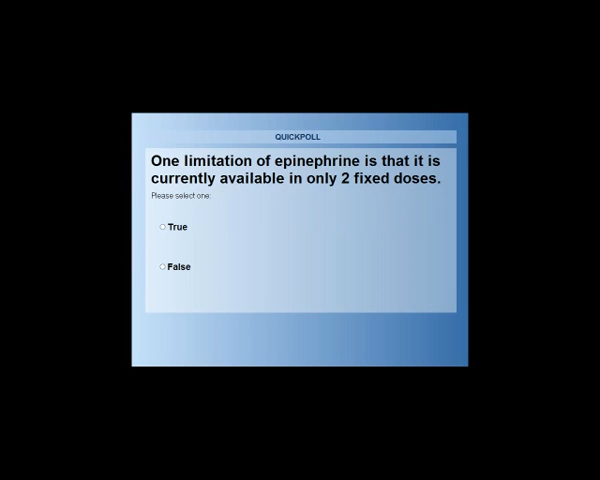 QUICKPOLL
One limitation of epinephrine is that it is
currently available in only 2 fixed doses.
Please select one:
True
False